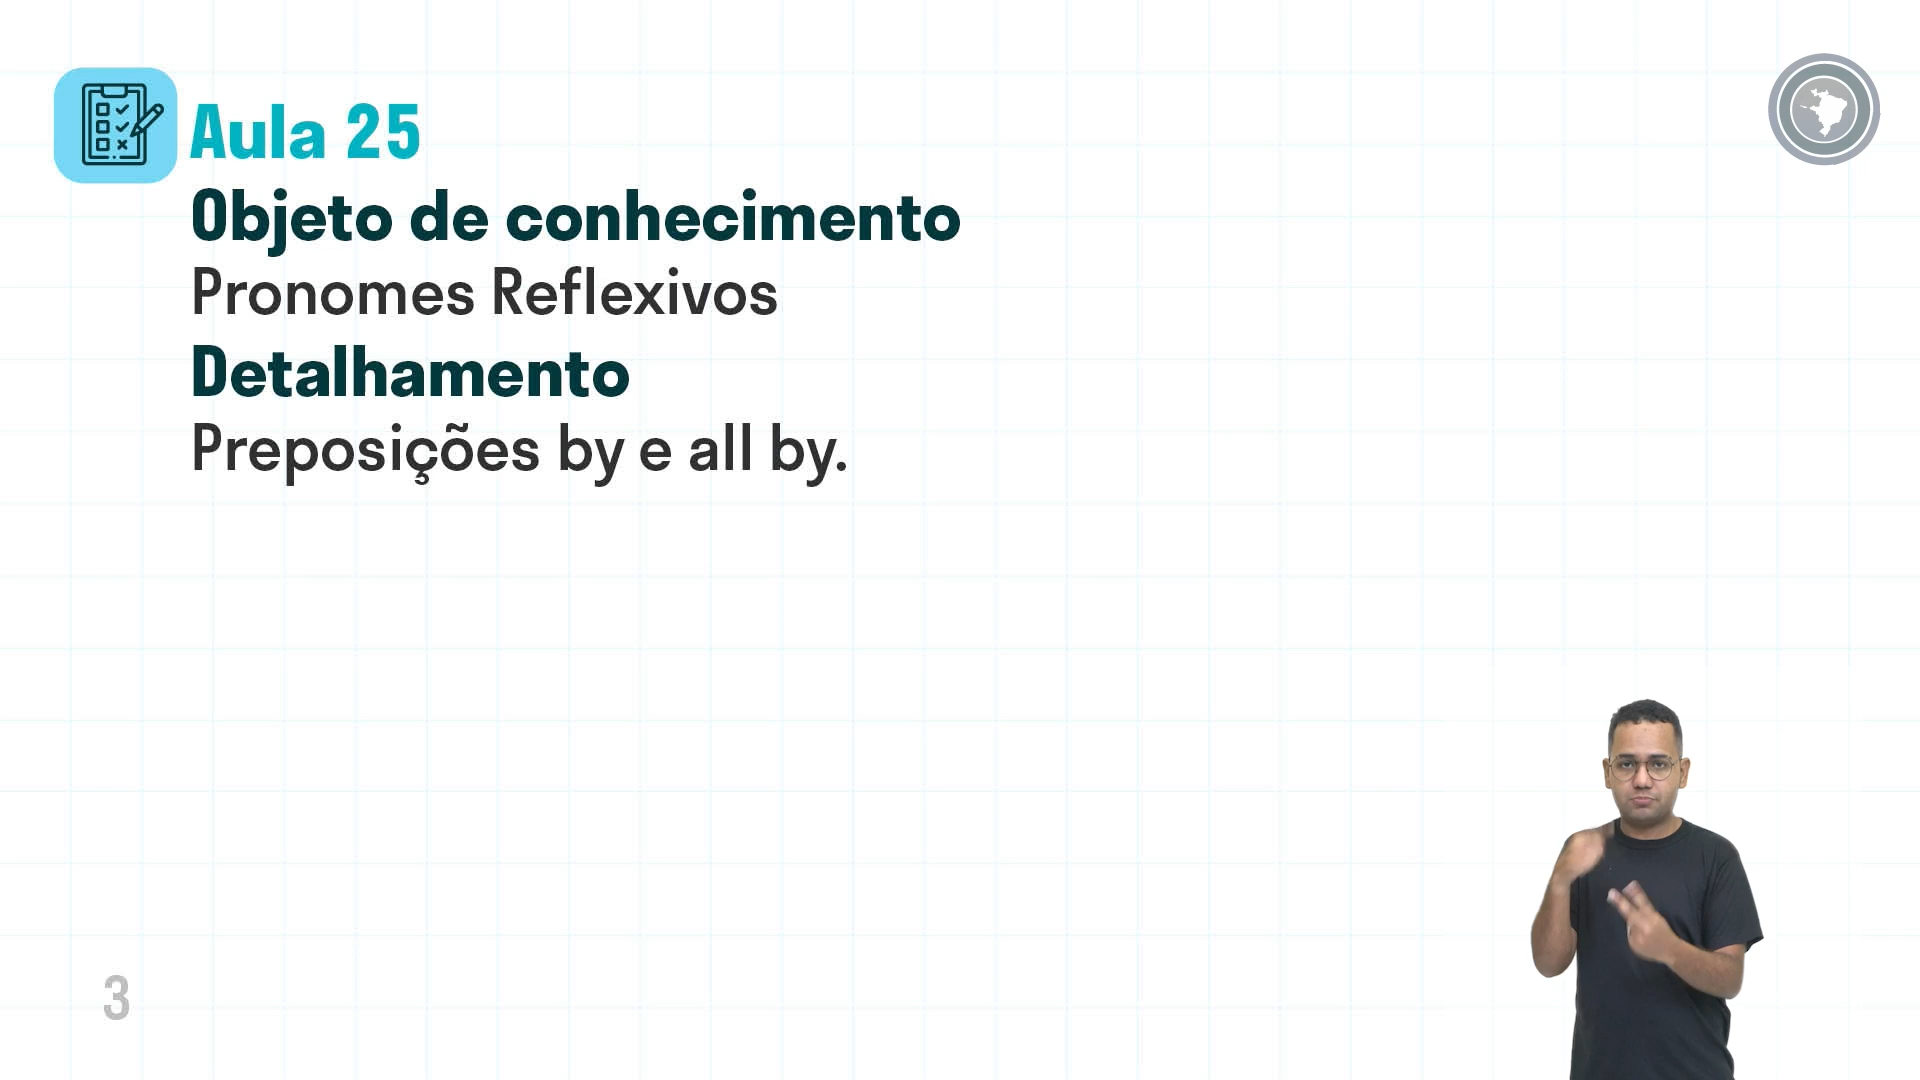 Aula 25
Objeto de conhecimento
Pronomes Reflexivos
Detalhamento
Preposições by e all by.
3